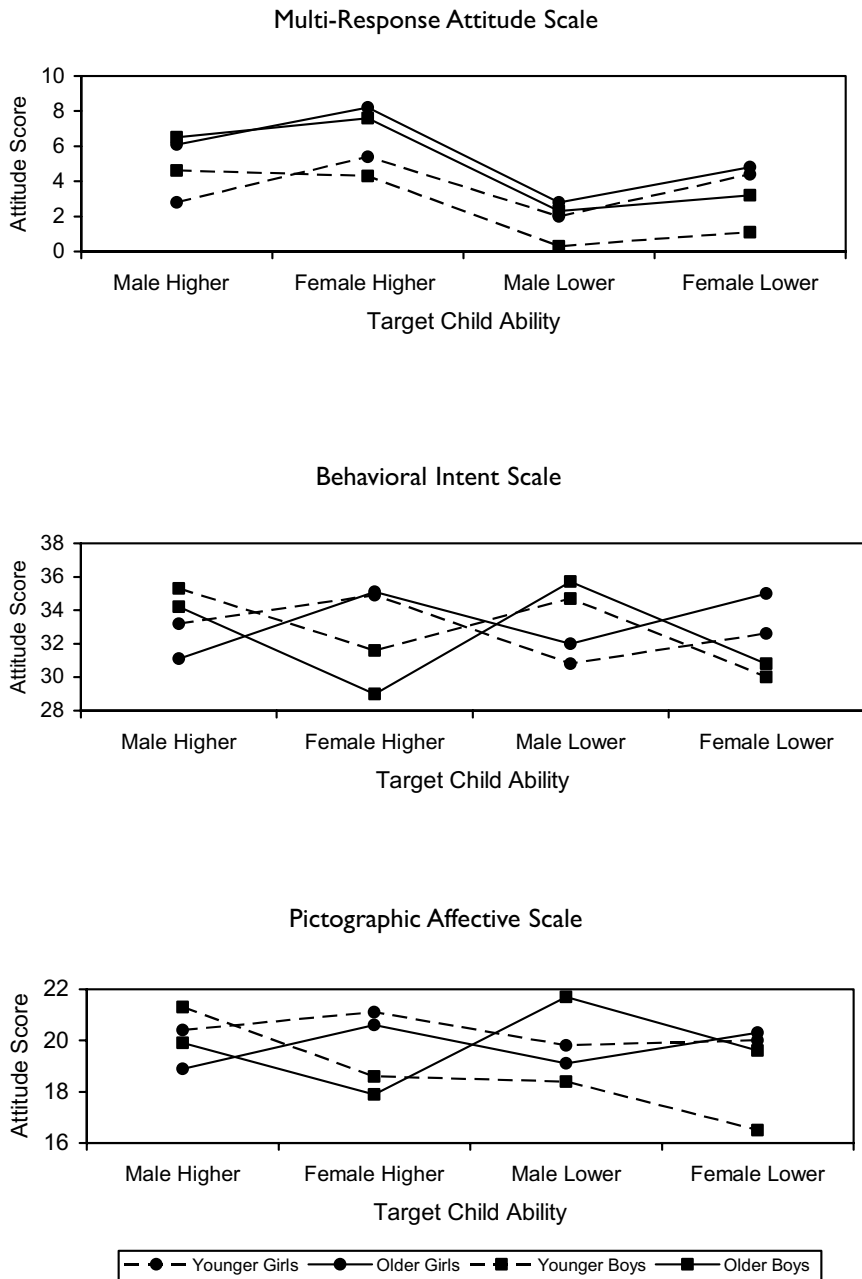 Multi-Response Attitude Scale
10
8
6
4
2
0
Attitude Score
Male Higher Female Higher Male Lower Female Lower
Target Child Ability
Behavioral Intent Scale
38
36
34
32
30
28
Attitude Score
Male Higher Female Higher Male Lower Female Lower
Target Child Ability
Pictographic Affective Scale
22
20
18
16
Attitude Score
Male Higher Female Higher Male Lower Female Lower
Target Child Ability
Younger Girls Older Girls Younger Boys Older Boys